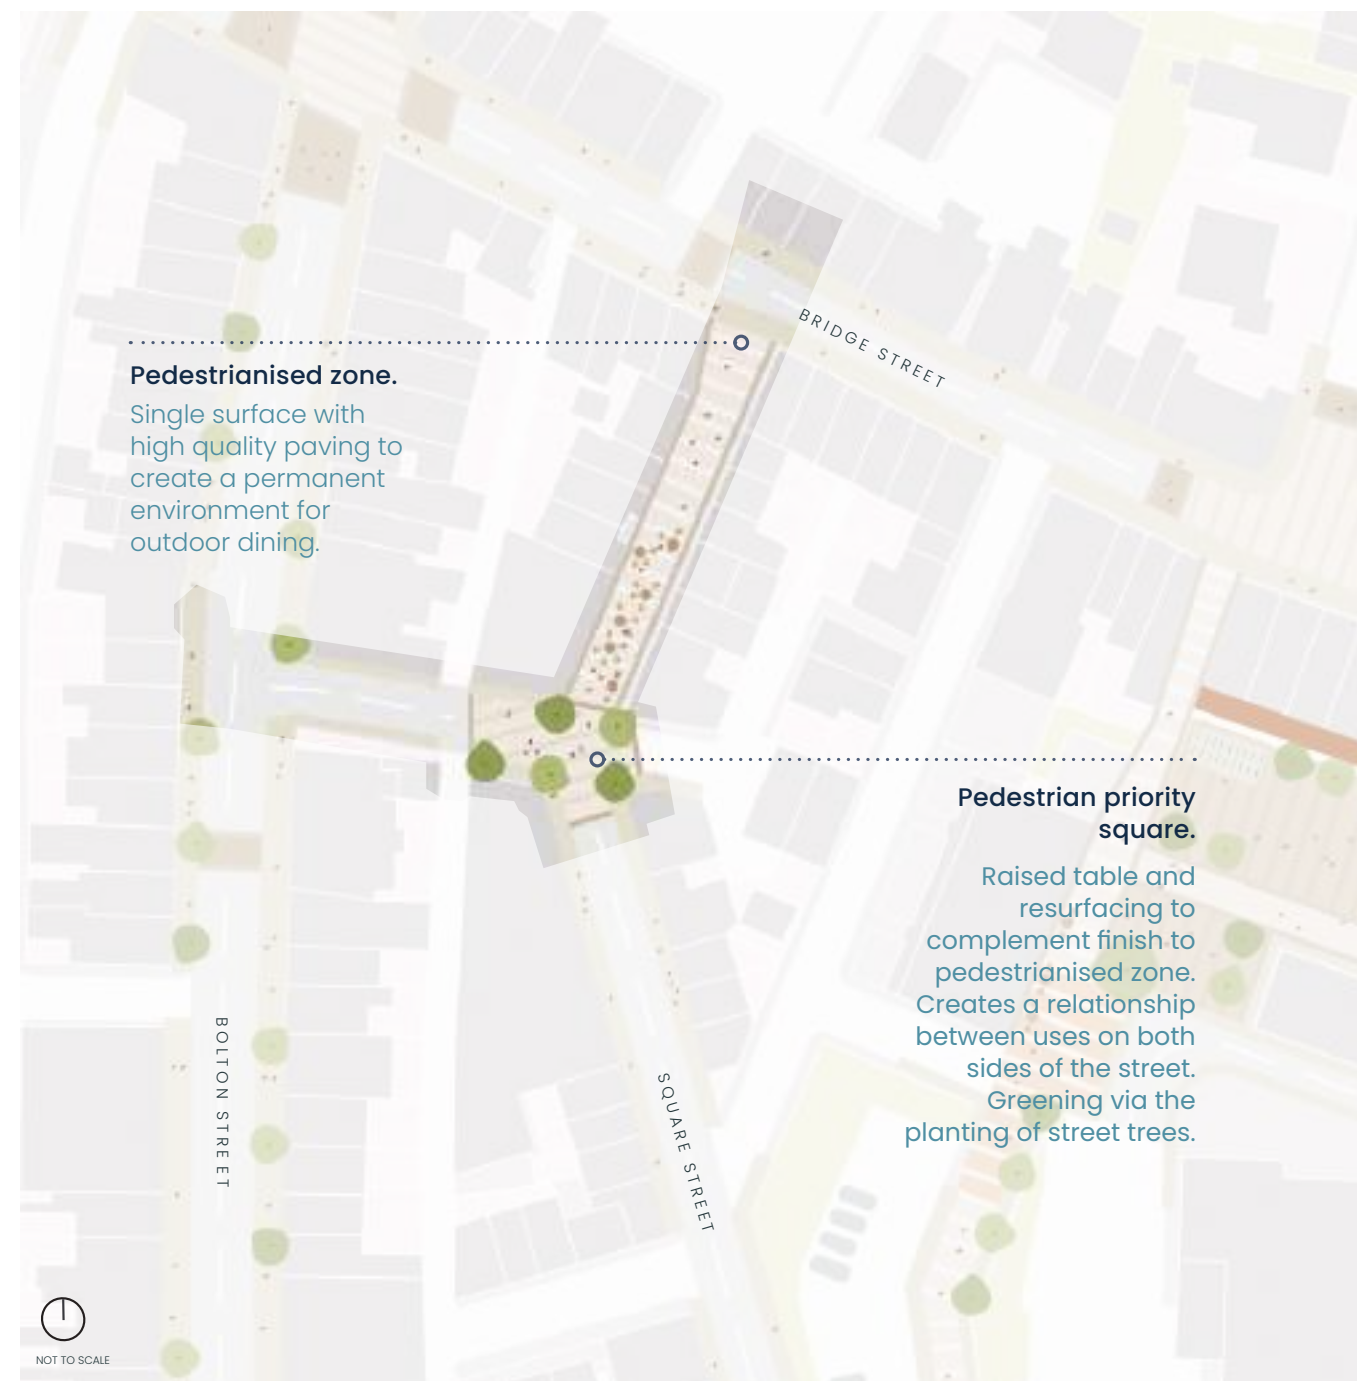 BRIDGE STREET
Pedestrianised zone.
Single surface with
high quality paving to
create a permanent
environment for
outdoor dining.
Pedestrian priority
square.
Raised table and
resurfacing to
complement finish to
pedestrianised zone.
Creates a relationship
between uses on both
sides of the street.
Greening via the
planting of street trees.
BOLTON STREET
SQUARE STREET
NOT TO SCALE